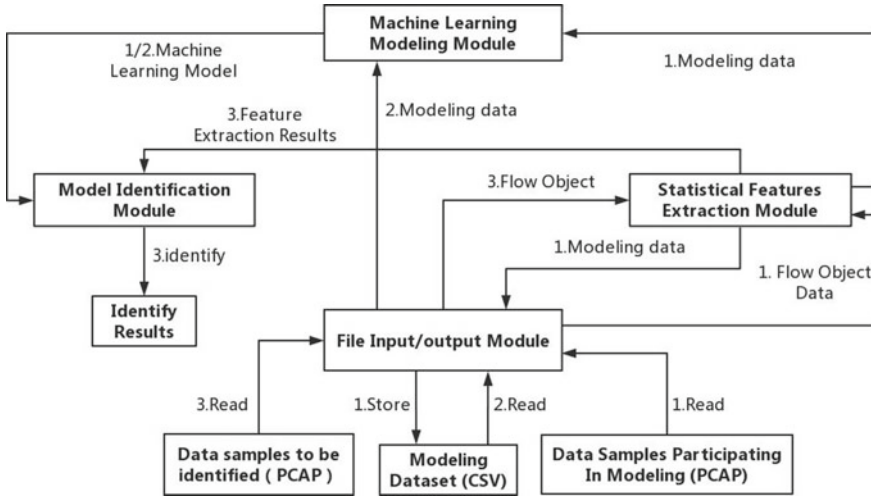 Machine Learning
Modeling Module
1/2.Machine
Learning Model
1.Modeling data
3.Feature
Extraction Results
2.Modeling data
Model Identification
Module
3.Flow Object
Statistical Features
Extraction Module
3.identify
1.Modeling data
1. Flow Object
Data
Identify
Results
File Input/output Module
3.Read
1.Store
2.Read
1.Read
Data samples to be
identified ( PCAP )
Modeling
Dataset (CSV)
Data Samples Participating
In Modeling (PCAP)